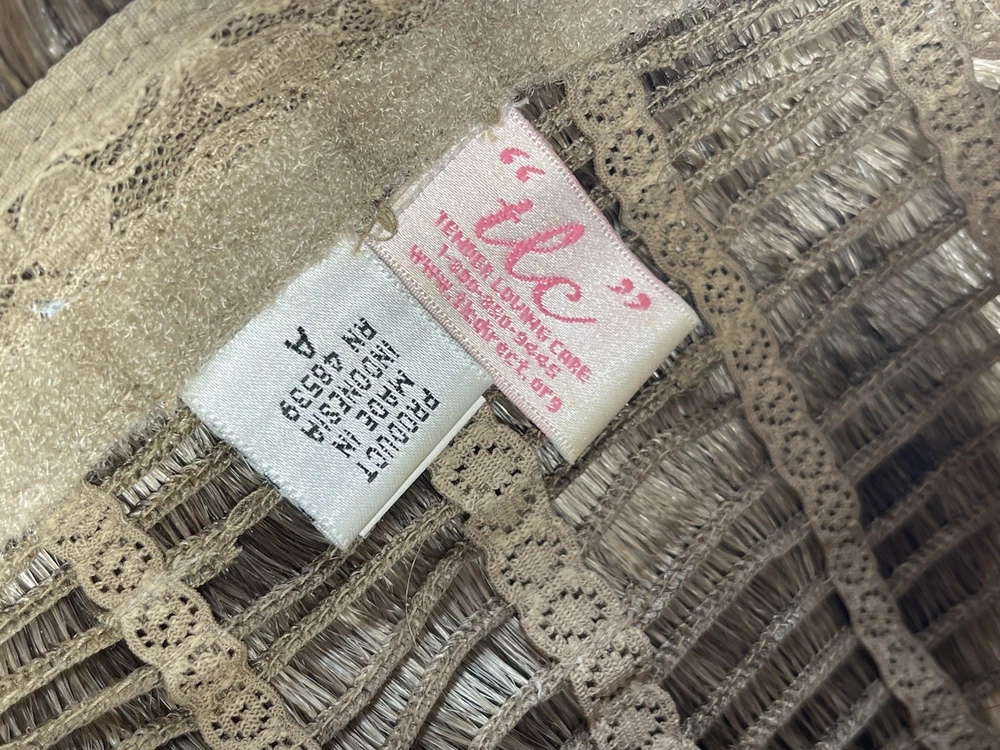 “tlc”
TENDER LOVING CARE
1-800-850-9445
www.tlcdirect.org
PRODUCT
MADE IN
INDONESIA
RN 48539
A